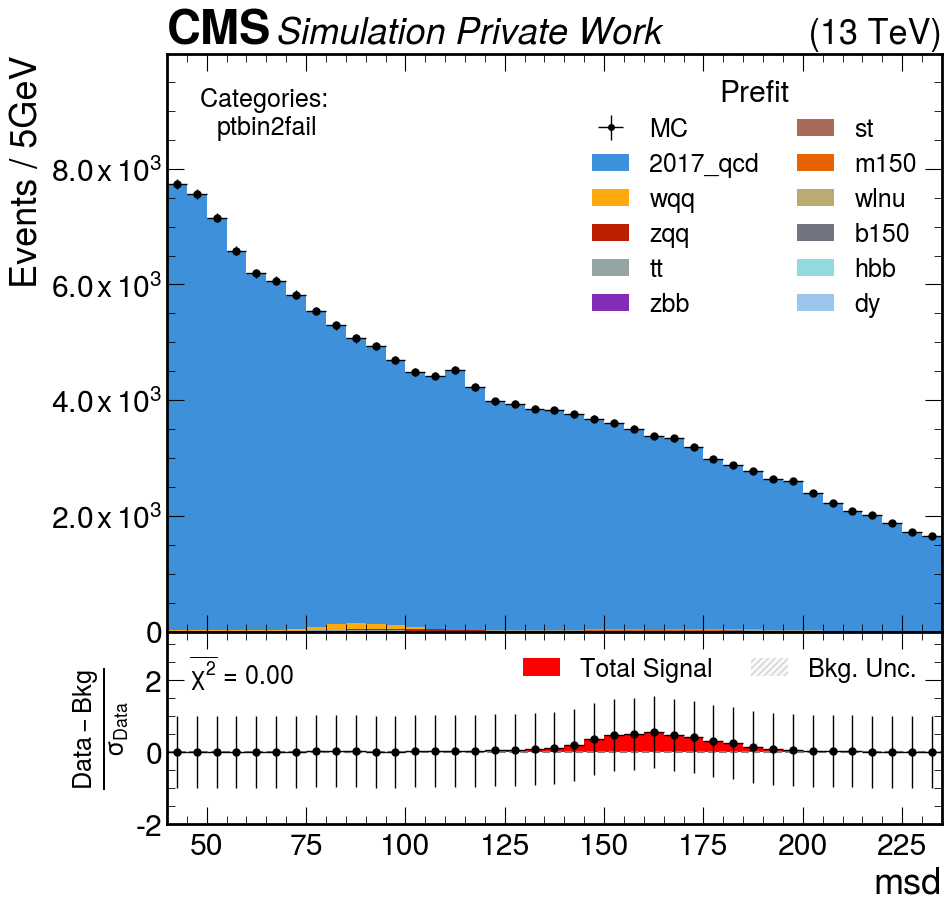 CMS Simulation Private Work (13 TeV)
Events / 5GeV
Categories:
ptbin2fail
Prefit
MC
2017_qcd
wqq
zqq
tt
zbb
st
m150
wlnu
b150
hbb
dy
8.0 x 10³
6.0 x 10³
4.0 x 10³
2.0 x 10³
0
Data – Bkg
σData
χ² = 0.00
Total Signal
Bkg. Unc.
2
0
-2
50 75 100 125 150 175 200 225
msd